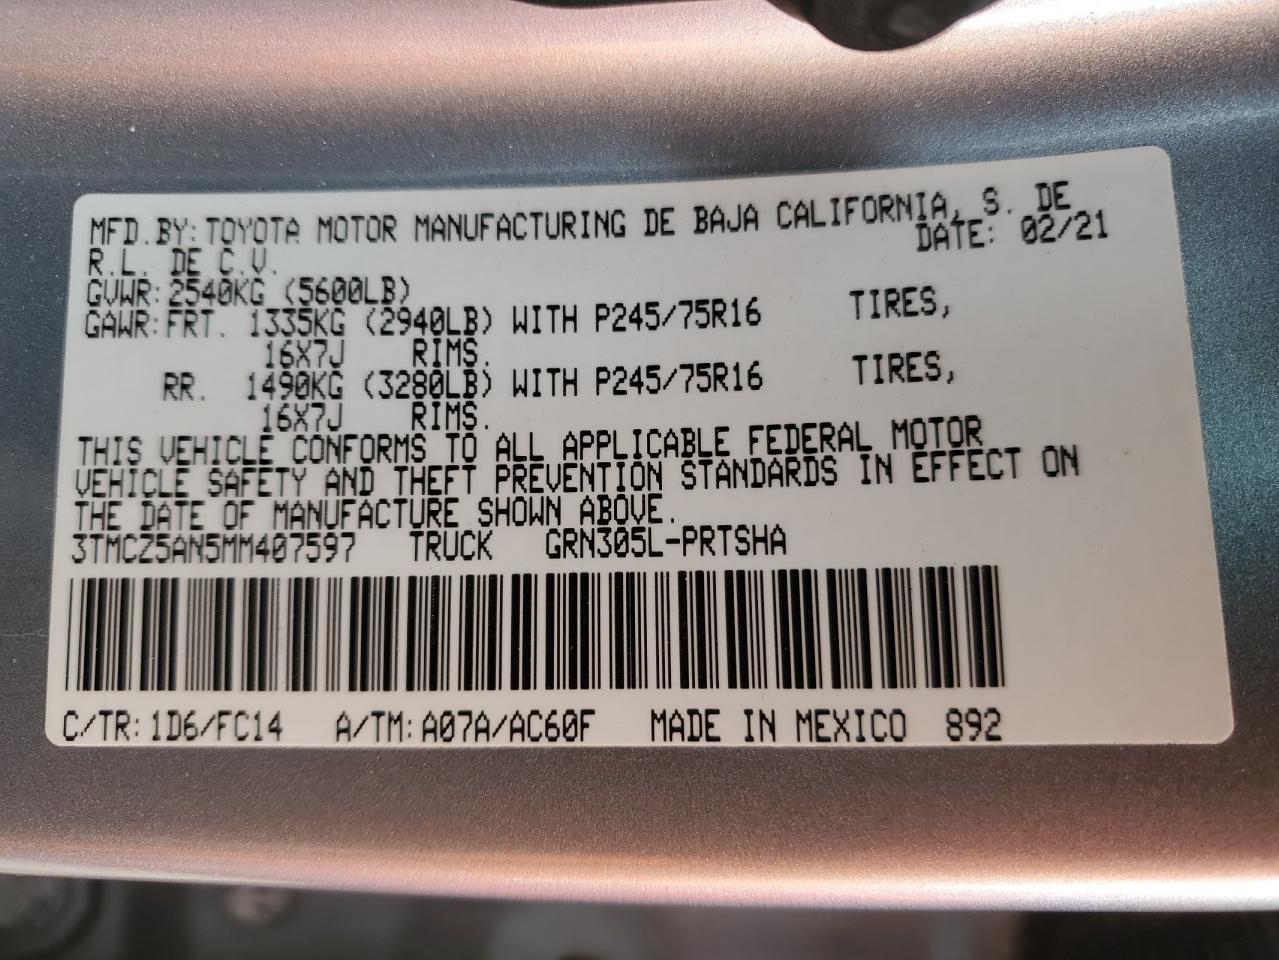 MFD.BY:TOYOTA MOTOR MANUFACTURING DE BAJA CALIFORNIA, S. DE
R.L. DE C.V. DATE: 02/21
GVWR:2540KG (5600LB)
GAWR:FRT. 1335KG (2940LB) WITH P245/75R16 TIRES,
16X7J RIMS.
RR. 1490KG (3280LB) WITH P245/75R16 TIRES,
16X7J RIMS.
THIS VEHICLE CONFORMS TO ALL APPLICABLE FEDERAL MOTOR
VEHICLE SAFETY AND THEFT PREVENTION STANDARDS IN EFFECT ON
THE DATE OF MANUFACTURE SHOWN ABOVE.
3TMCZ5AN5MM407597 TRUCK GRN305L-PRTSHA
C/TR:1D6/FC14 A/TM:A07A/AC60F MADE IN MEXICO 892